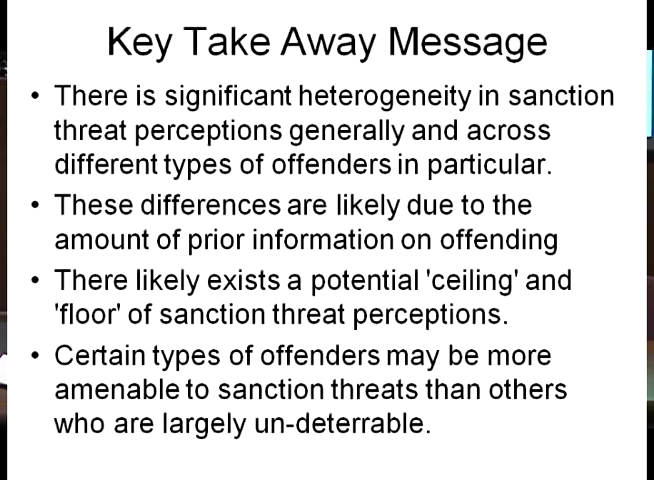 Key Take Away Message
• There is significant heterogeneity in sanction
threat perceptions generally and across
different types of offenders in particular.
• These differences are likely due to the
amount of prior information on offending
• There likely exists a potential 'ceiling' and
'floor' of sanction threat perceptions.
• Certain types of offenders may be more
amenable to sanction threats than others
who are largely un-deterrable.